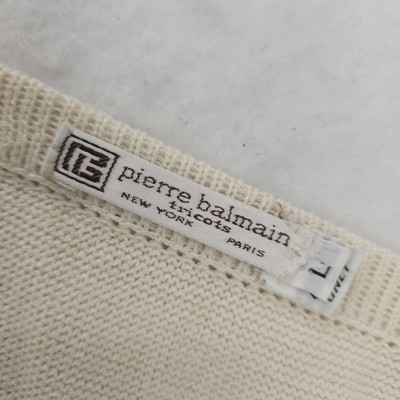 pierre balmain
tricots
NEW YORK PARIS
L